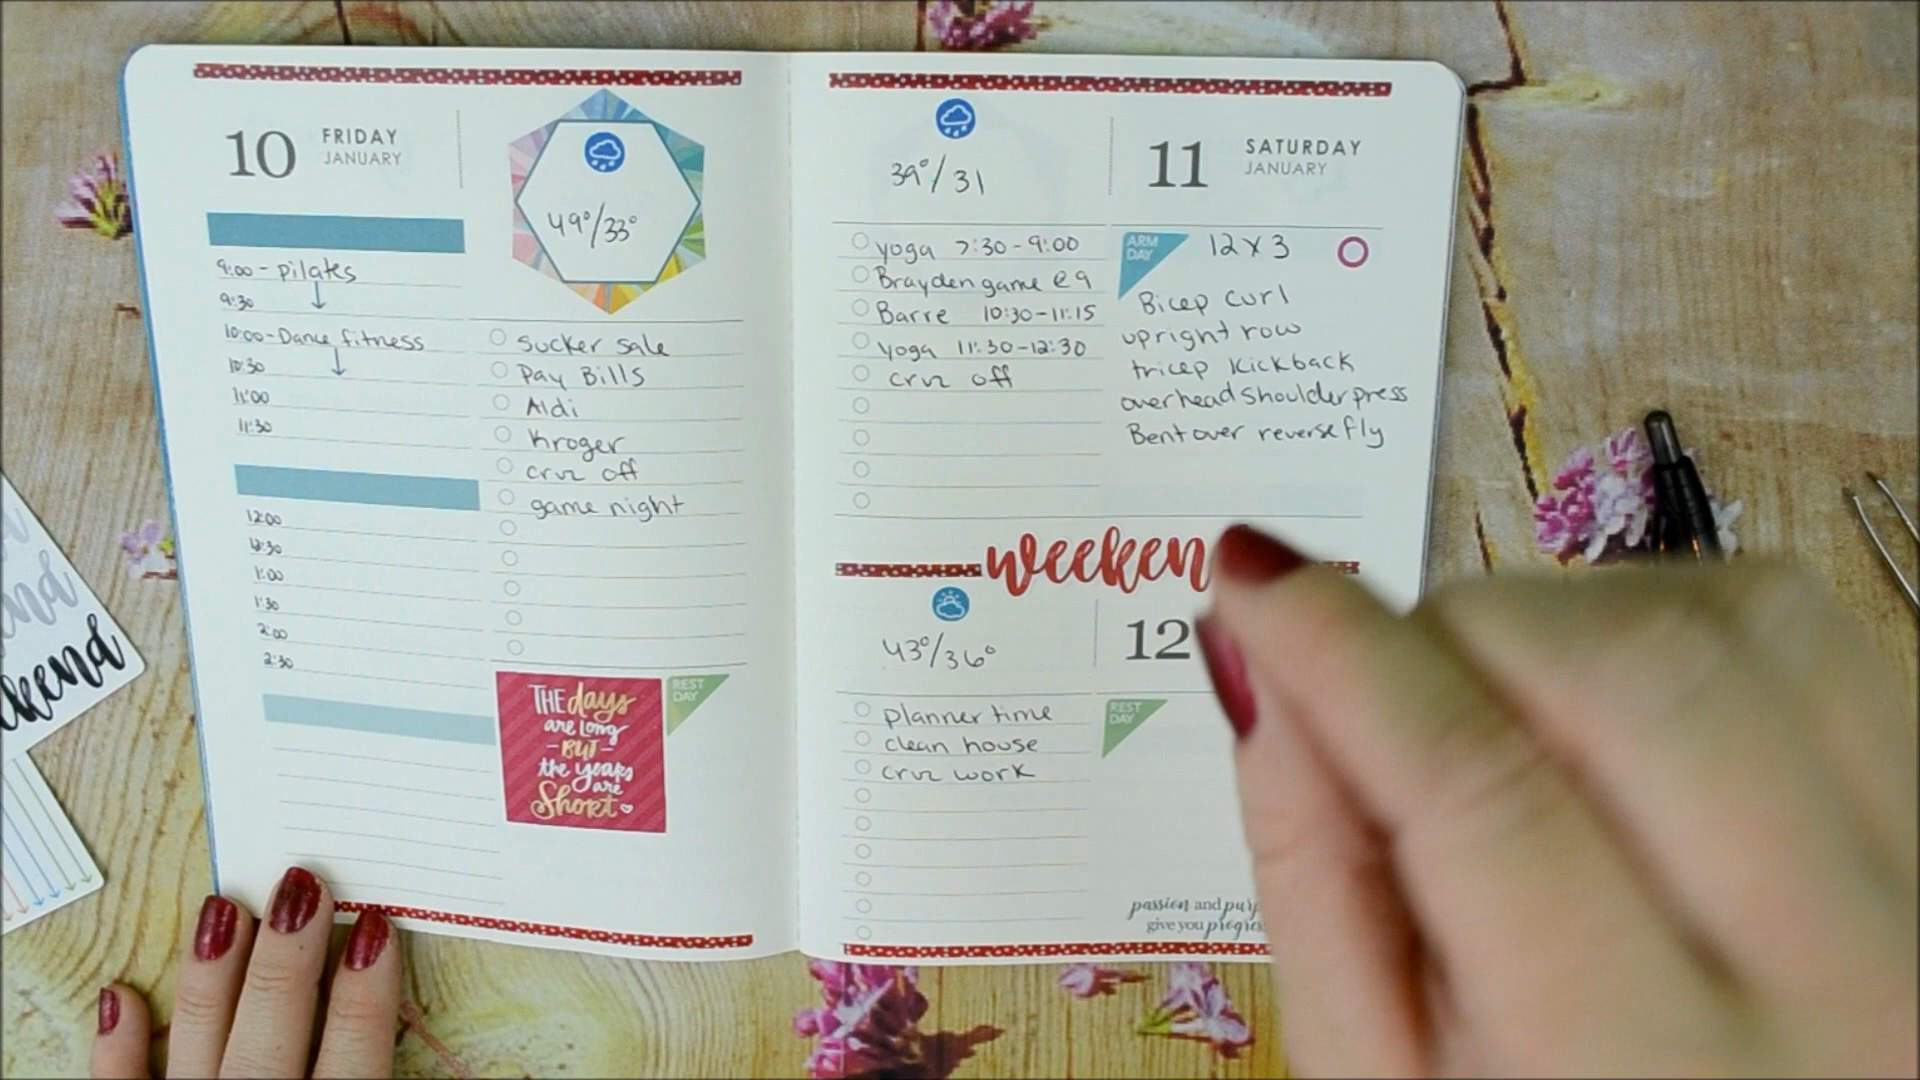 10 FRIDAY
JANUARY
49°/33°
9:00 - pilates
9:30
10:00 - Dance fitness
10:30
11:00
11:30
12:00
12:30
1:00
1:30
2:00
2:30
sucker sale
Pay Bills
Aldi
Kroger
cruz off
game night
THE days
are long
- BUT -
the years
are
Short
REST
DAY
39°/31
11 SATURDAY
JANUARY
yoga 7:30 - 9:00
Brayden game @ 9
Barre 10:30 - 11:15
yoga 11:30 - 12:30
cruz off
ARM
DAY
12 x 3
Bicep curl
upright row
tricep kickback
overhead shoulder press
Bent over reverse fly
weeken
43°/36°
12
planner time
clean house
cruz work
REST
DAY
passion and
give you